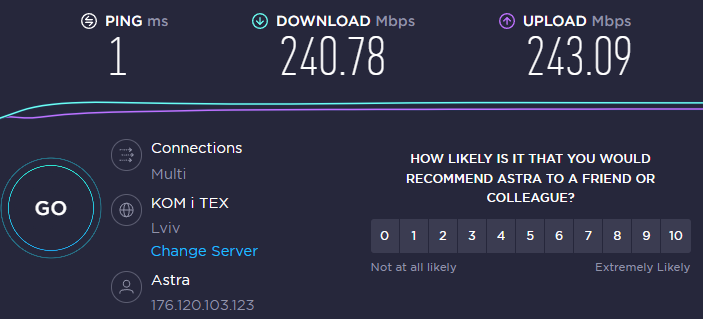 PING ms
DOWNLOAD Mbps
UPLOAD Mbps
1
240.78
243.09
GO
Connections
Multi
KOM i TEX
Lviv
Change Server
Astra
176.120.103.123
HOW LIKELY IS IT THAT YOU WOULD
RECOMMEND ASTRA TO A FRIEND OR
COLLEAGUE?
0 1 2 3 4 5 6 7 8 9 10
Not at all likely
Extremely Likely